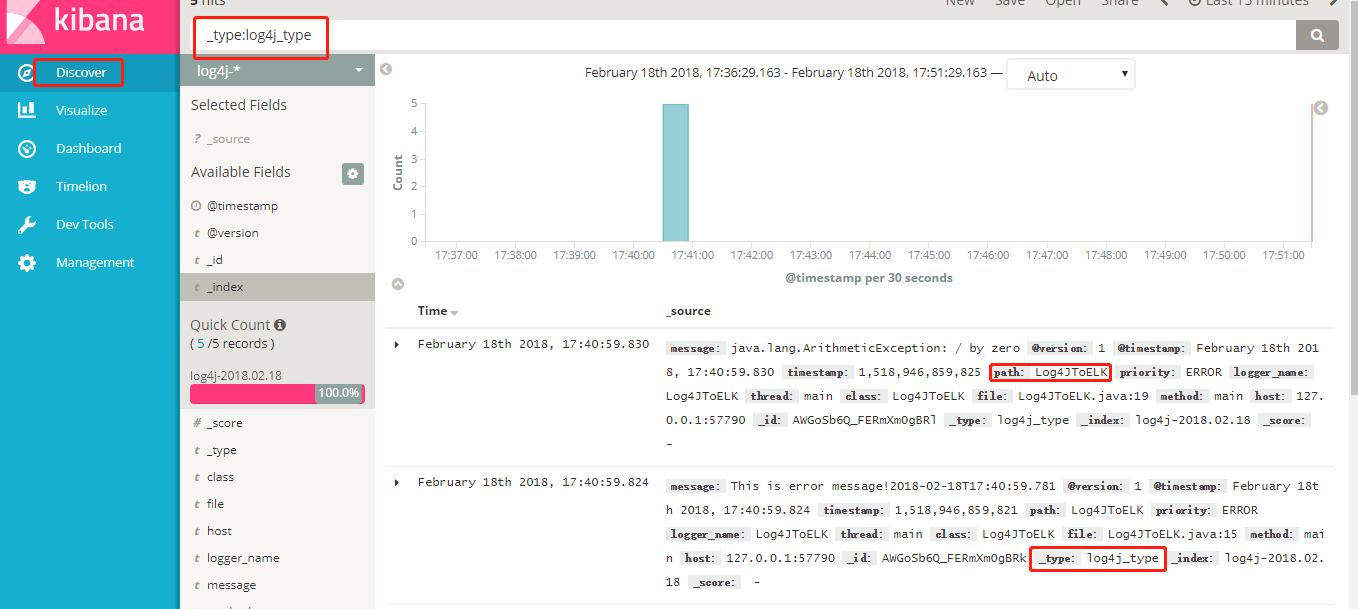 5 hits
New Save Open Share Last 15 minutes
kibana
_type:log4j_type
Discover
Visualize
Dashboard
Timelion
Dev Tools
Management
log4j-*
Selected Fields
? _source
Available Fields
@timestamp
t @version
t _id
t _index
Quick Count
( 5 /5 records )
log4j-2018.02.18
100.0%
# _score
t _type
t class
t file
t host
t logger_name
t message
February 18th 2018, 17:36:29.163 - February 18th 2018, 17:51:29.163 —
Auto
Count
5
4
3
2
1
0
17:37:00 17:38:00 17:39:00 17:40:00 17:41:00 17:42:00 17:43:00 17:44:00 17:45:00 17:46:00 17:47:00 17:48:00 17:49:00 17:50:00 17:51:00
@timestamp per 30 seconds
Time _source
February 18th 2018, 17:40:59.830
message: java.lang.ArithmeticException: / by zero @version: 1 @timestamp: February 18th 201
8, 17:40:59.830 timestamp: 1,518,946,859,825 path: Log4JToELK priority: ERROR logger_name:
Log4JToELK thread: main class: Log4JToELK file: Log4JToELK.java:19 method: main host: 127.
0.0.1:57790 _id: AWGoSb6Q_FERmXmOgBRl _type: log4j_type _index: log4j-2018.02.18 _score:
-
February 18th 2018, 17:40:59.824
message: This is error message!2018-02-18T17:40:59.781 @version: 1 @timestamp: February 18t
h 2018, 17:40:59.824 timestamp: 1,518,946,859,821 path: Log4JToELK priority: ERROR
logger_name: Log4JToELK thread: main class: Log4JToELK file: Log4JToELK.java:15 method: mai
n host: 127.0.0.1:57790 _id: AWGoSb6Q_FERmXmOgBRk _type: log4j_type _index: log4j-2018.02.
18 _score: -